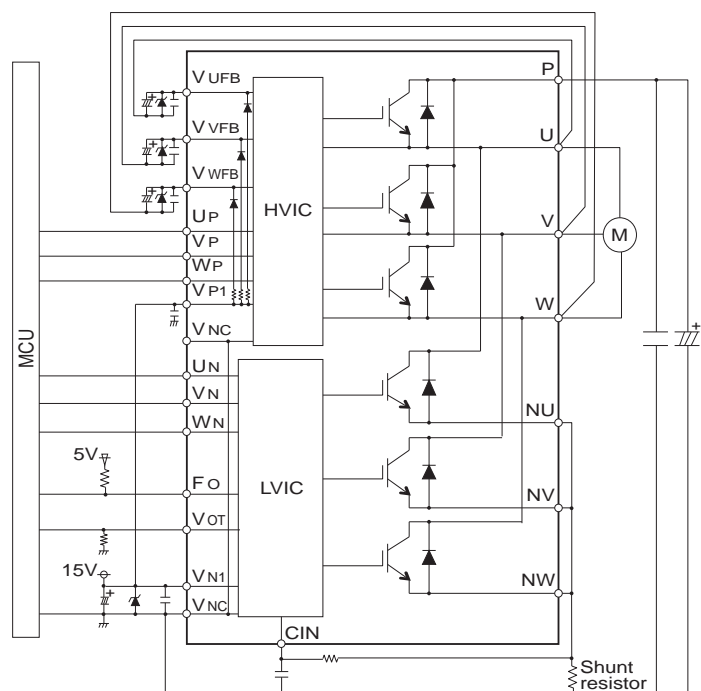 MCU
VUFB
VVFB
VWFB
UP
VP
WP
VP1
VNC
UN
VN
WN
5V
FO
VOT
15V
VN1
VNC
HVIC
LVIC
CIN
P
U
V
W
M
+
NU
NV
NW
Shunt
resistor
+
+
+
+